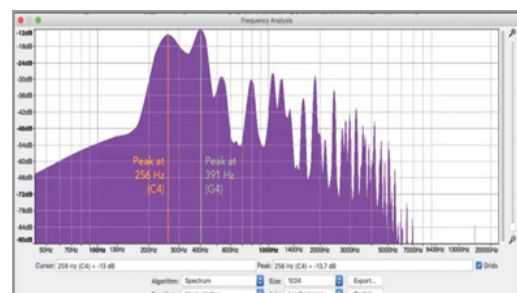 Frequency Analysis
-12dB
-18dB
-24dB
-30dB
-36dB
-42dB
-48dB
-54dB
-60dB
-66dB
-72dB
-78dB
-84dB
-90dB
Peak at
256 Hz
(C4)
Peak at
391 Hz
(G4)
50Hz 70Hz 100Hz 130Hz 200Hz 300Hz 400Hz 600Hz 1000Hz 1400Hz 2000Hz 3000Hz 5000Hz 7000Hz 10000Hz 20000Hz
Cursor: 259 Hz (C4) = -13 dB Peak: 256 Hz (C4) = -13.7 dB Grids
Algorithm: Spectrum Size: 1024 Export...